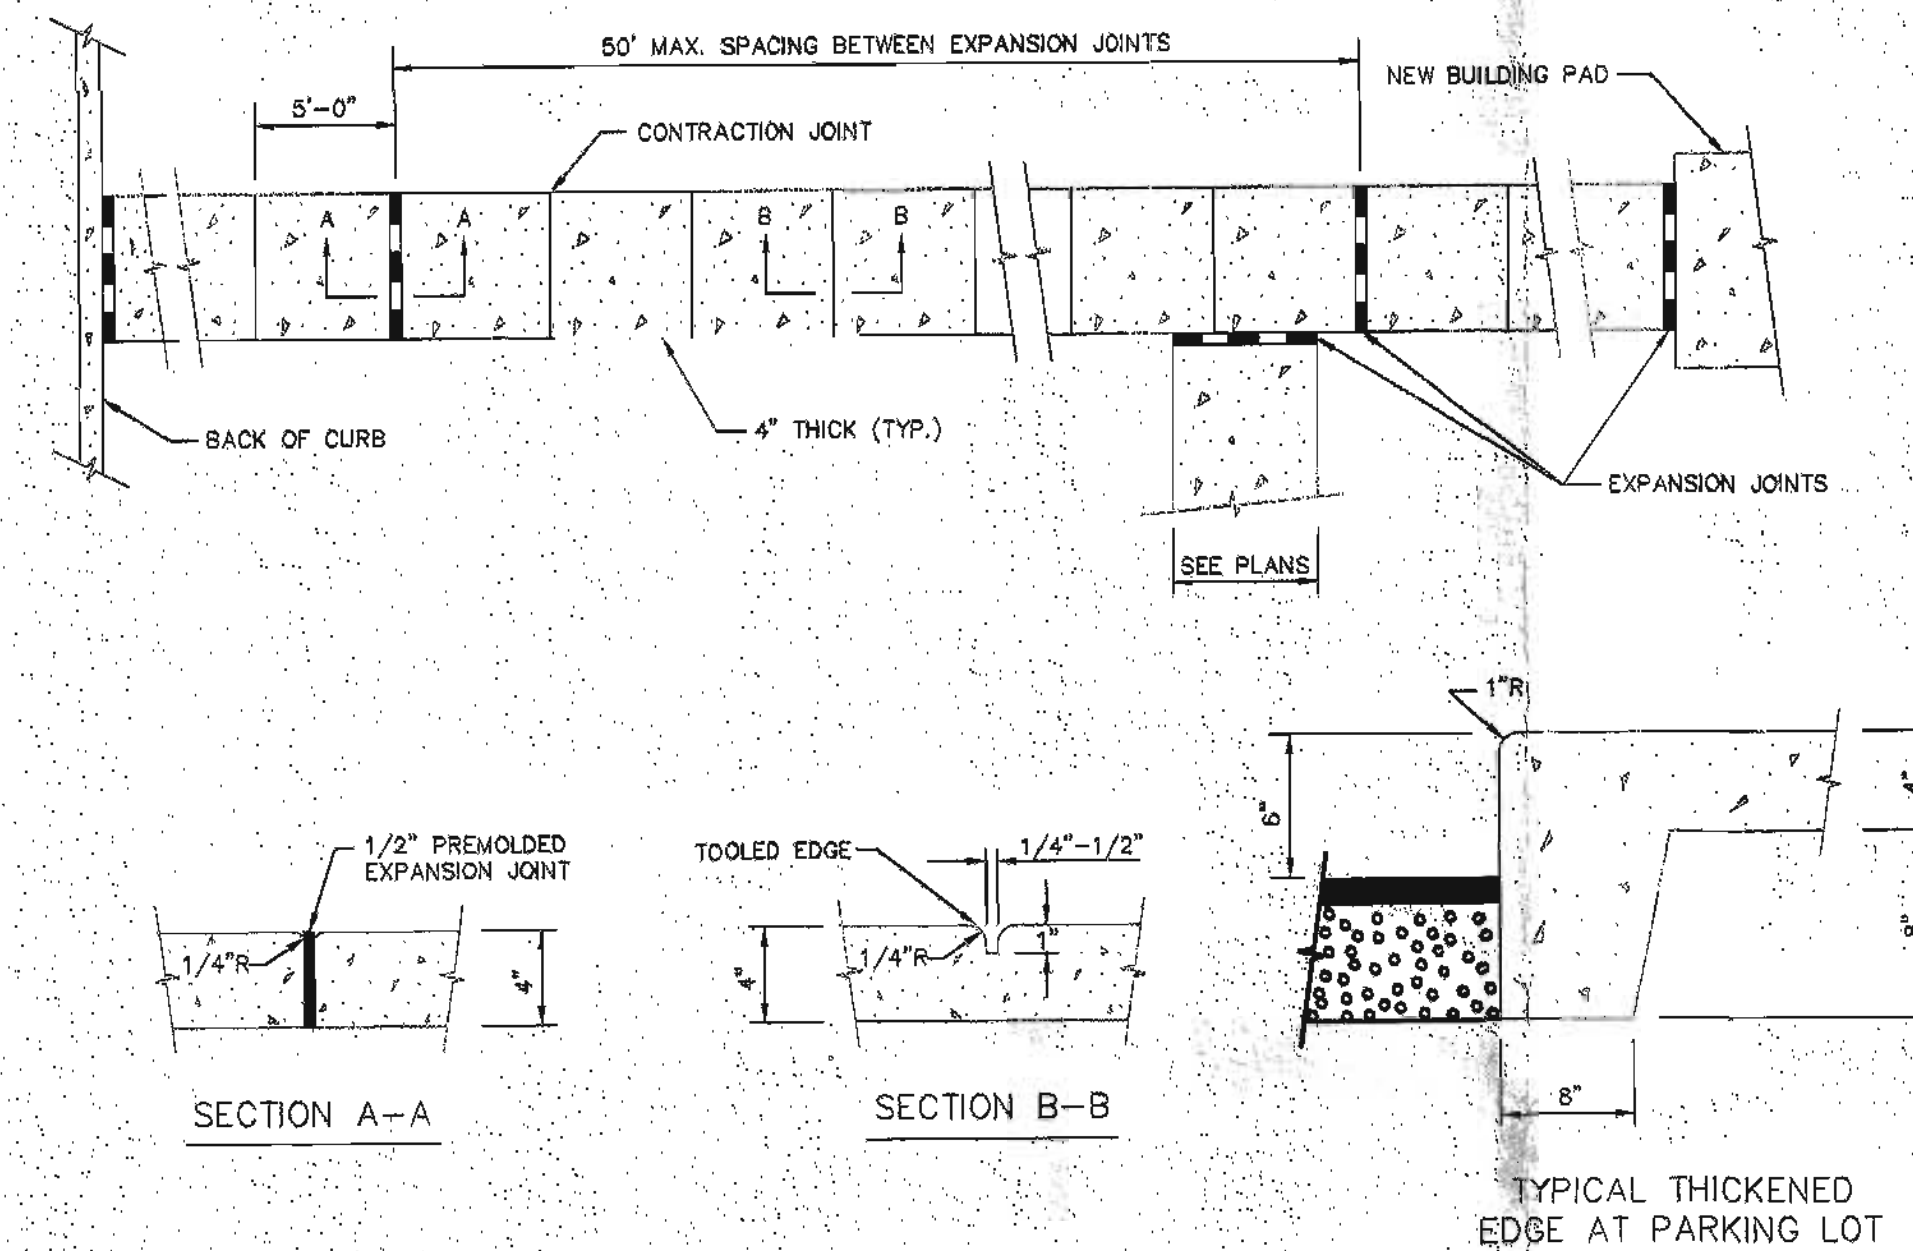 50' MAX. SPACING BETWEEN EXPANSION JOINTS
NEW BUILDING PAD
5'-0"
CONTRACTION JOINT
A
A
B
B
BACK OF CURB
4" THICK (TYP.)
EXPANSION JOINTS
SEE PLANS
1"R
6"
4"
1/2" PREMOLDED
EXPANSION JOINT
1/4"R
4"
SECTION A-A
TOOLED EDGE
1/4"-1/2"
1"
1/4"R
4"
SECTION B-B
8"
TYPICAL THICKENED
EDGE AT PARKING LOT